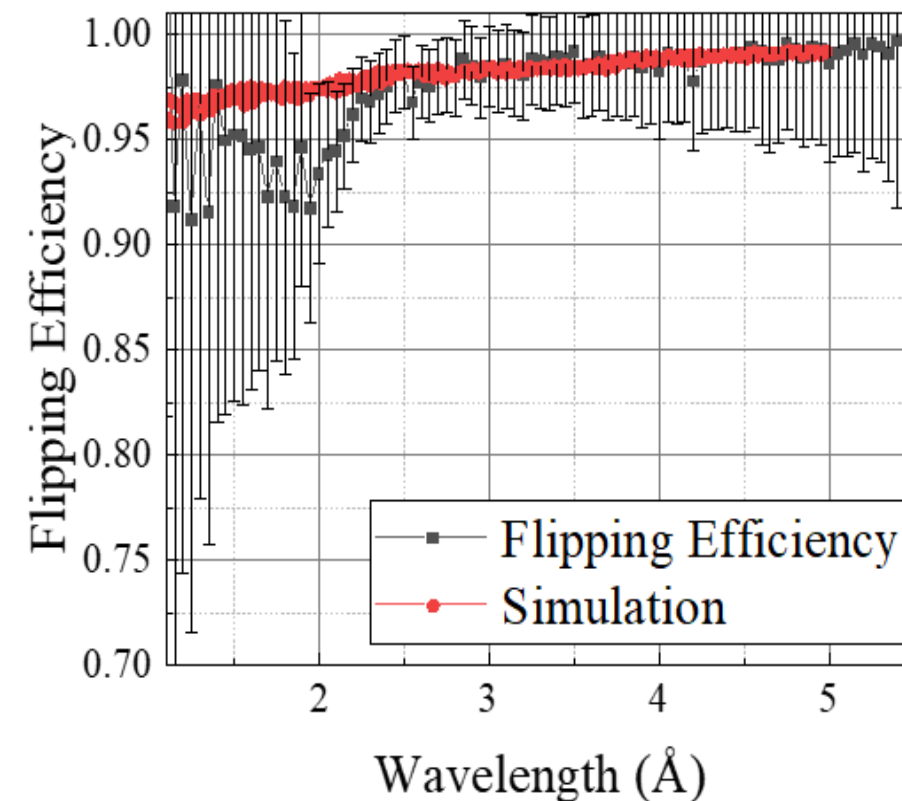 Flipping Efficiency
1.00
0.95
0.90
0.85
0.80
0.75
0.70
Flipping Efficiency
Simulation
2 3 4 5
Wavelength (Å)